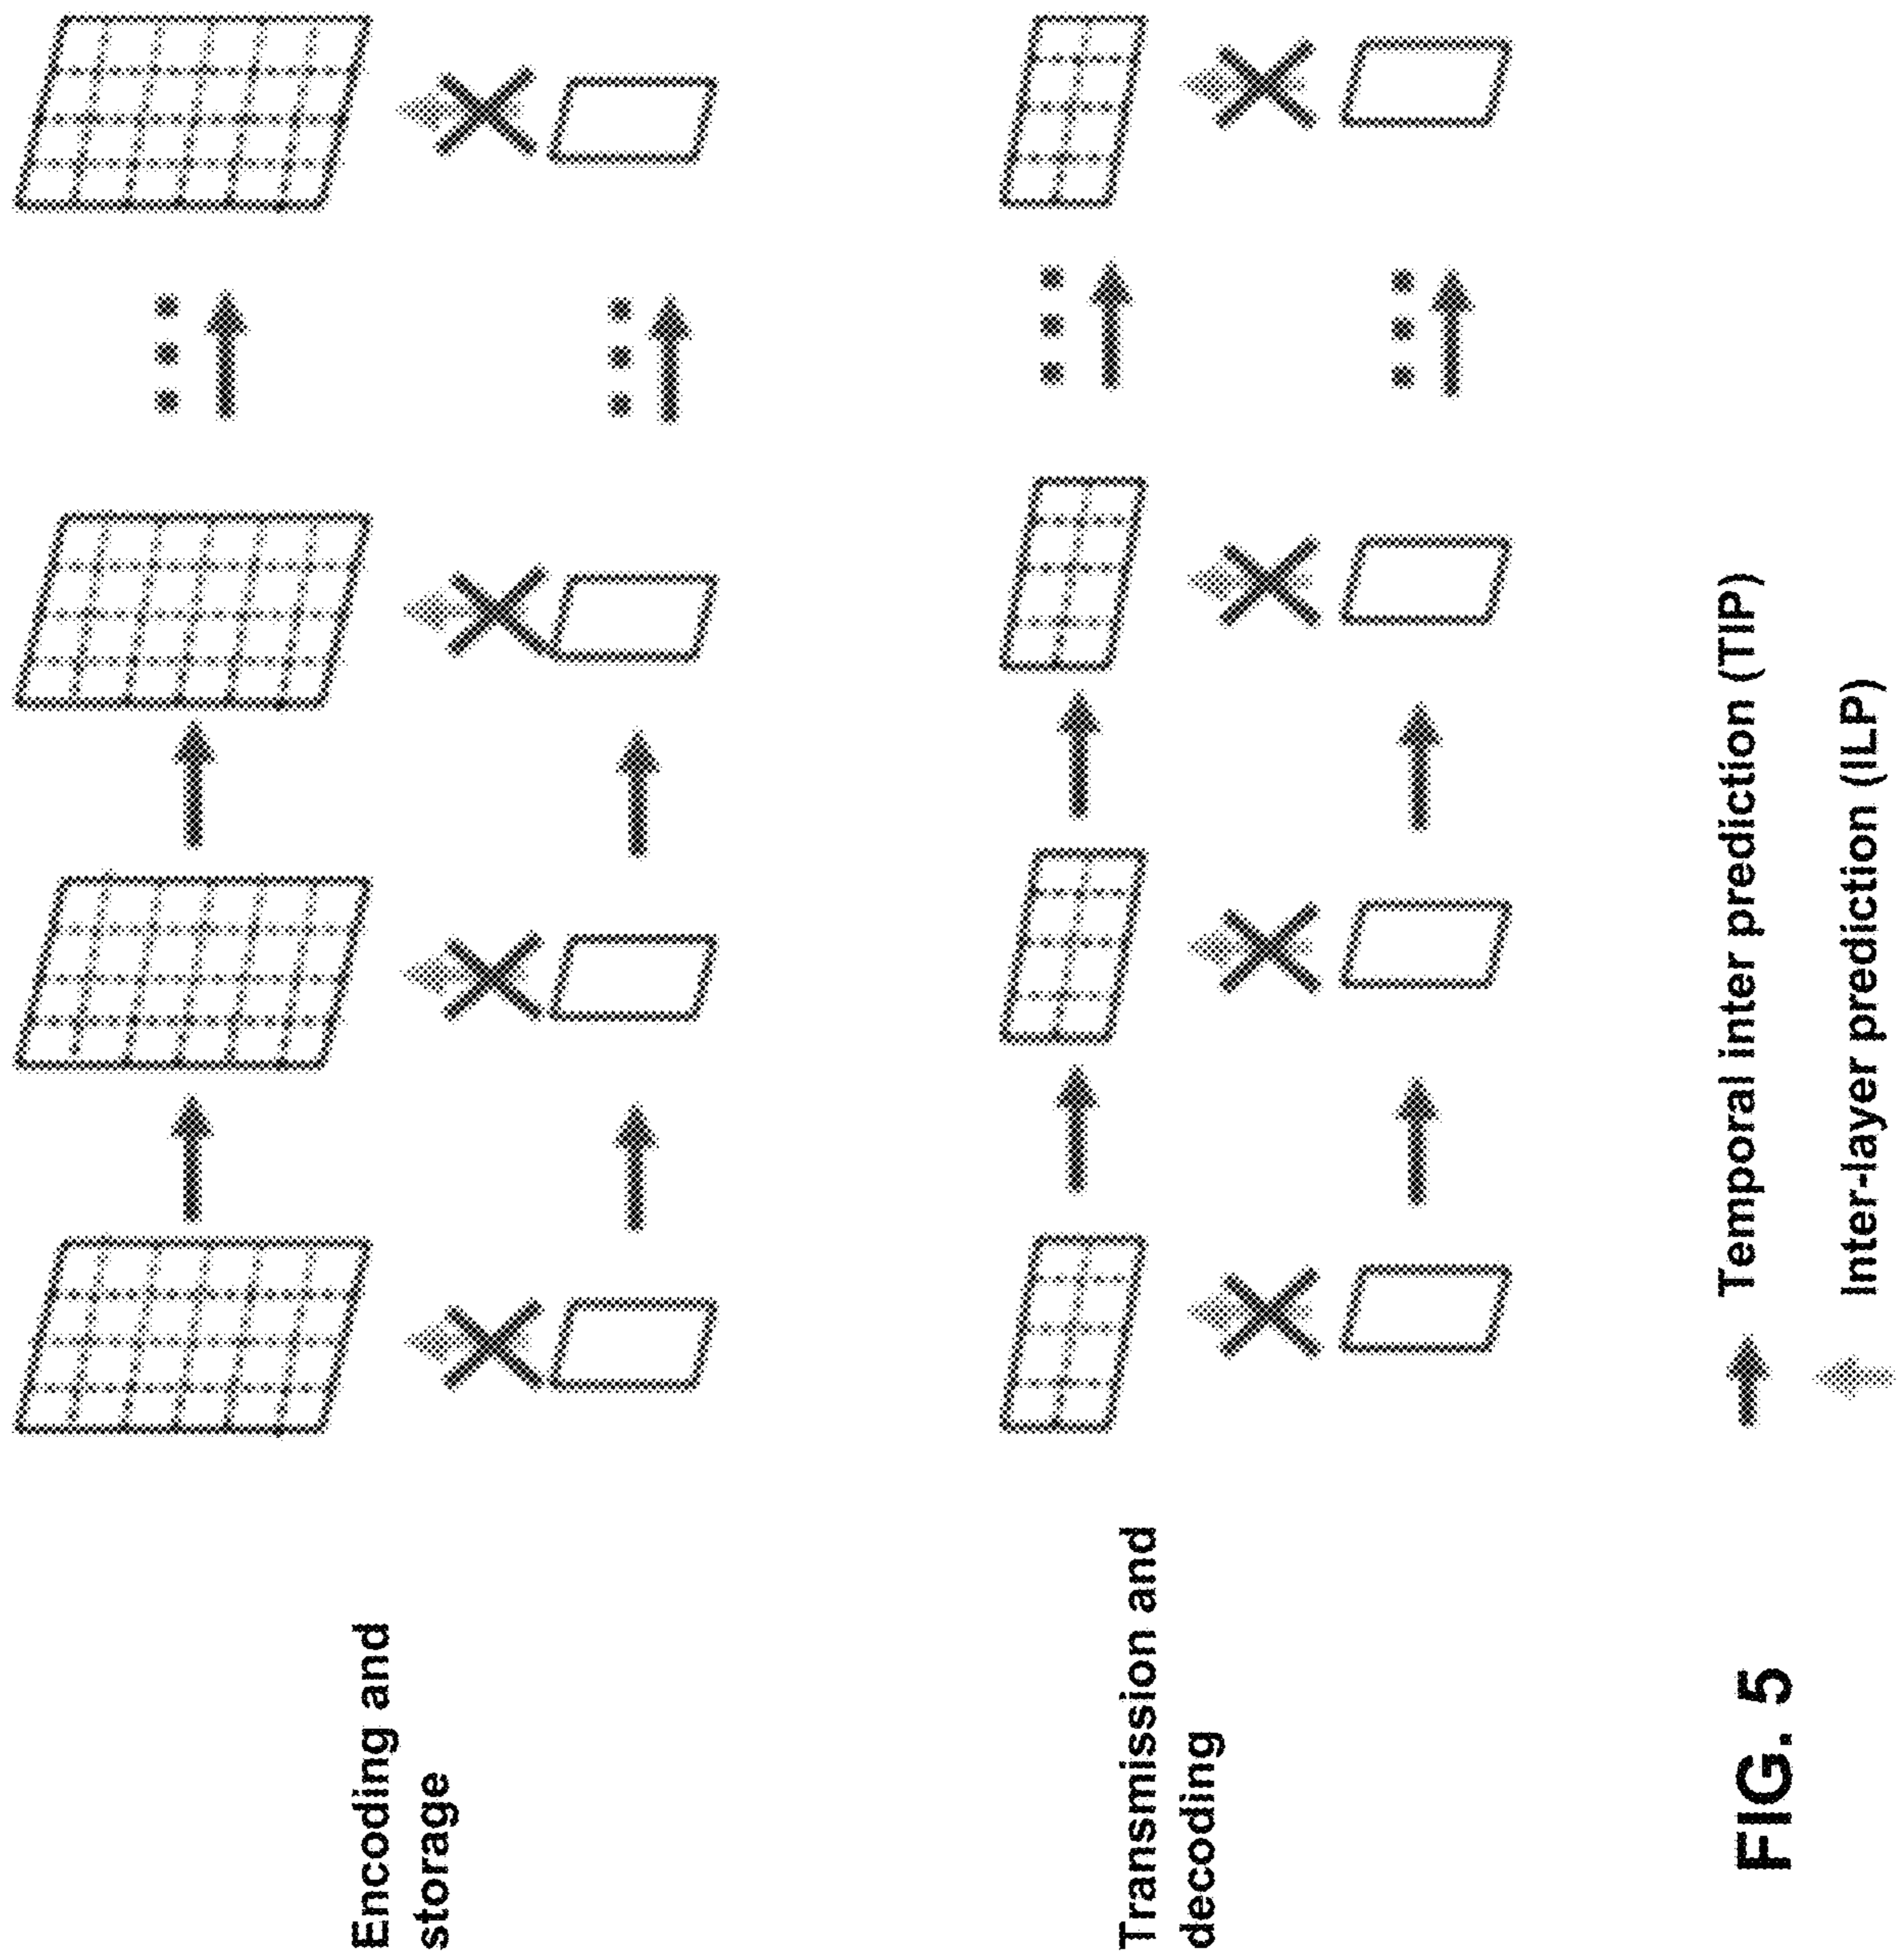 Encoding and
storage
Transmission and
decoding
Temporal inter prediction (TIP)
Inter-layer prediction (ILP)
FIG. 5